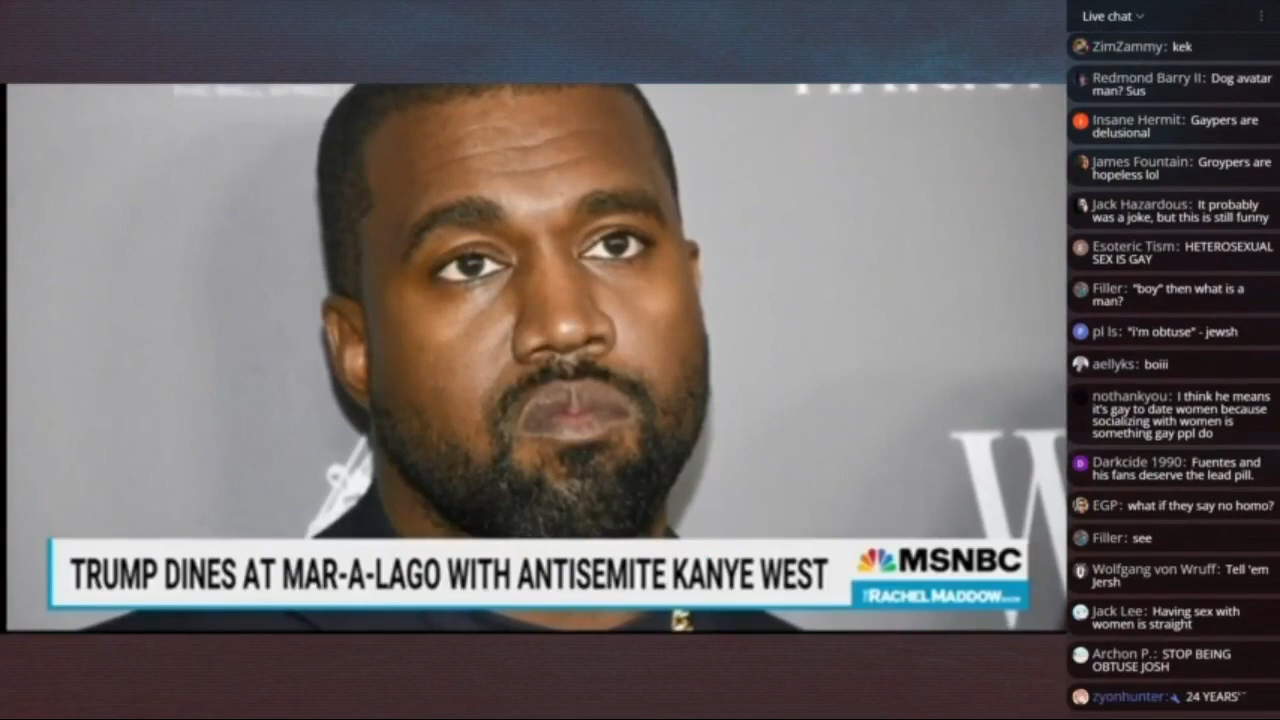 TRUMP DINES AT MAR-A-LAGO WITH ANTISEMITE KANYE WEST
MSNBC
THE RACHEL MADDOW SHOW
W
Live chat
ZimZammy: kek
Redmond Barry II: Dog avatar
man? Sus
Insane Hermit: Gaypers are
delusional
James Fountain: Groypers are
hopeless lol
Jack Hazardous: It probably
was a joke, but this is still funny
Esoteric Tism: HETEROSEXUAL
SEX IS GAY
Filler: "boy" then what is a
man?
pl ls: "i'm obtuse" - jewsh
aellyks: boiii
nothankyou: I think he means
it's gay to date women because
socializing with women is
something gay ppl do
Darkcide 1990: Fuentes and
his fans deserve the lead pill.
EGP: what if they say no homo?
Filler: see
Wolfgang von Wruff: Tell 'em
Jersh
Jack Lee: Having sex with
women is straight
Archon P.: STOP BEING
OBTUSE JOSH
zyonhunter: 24 YEARS